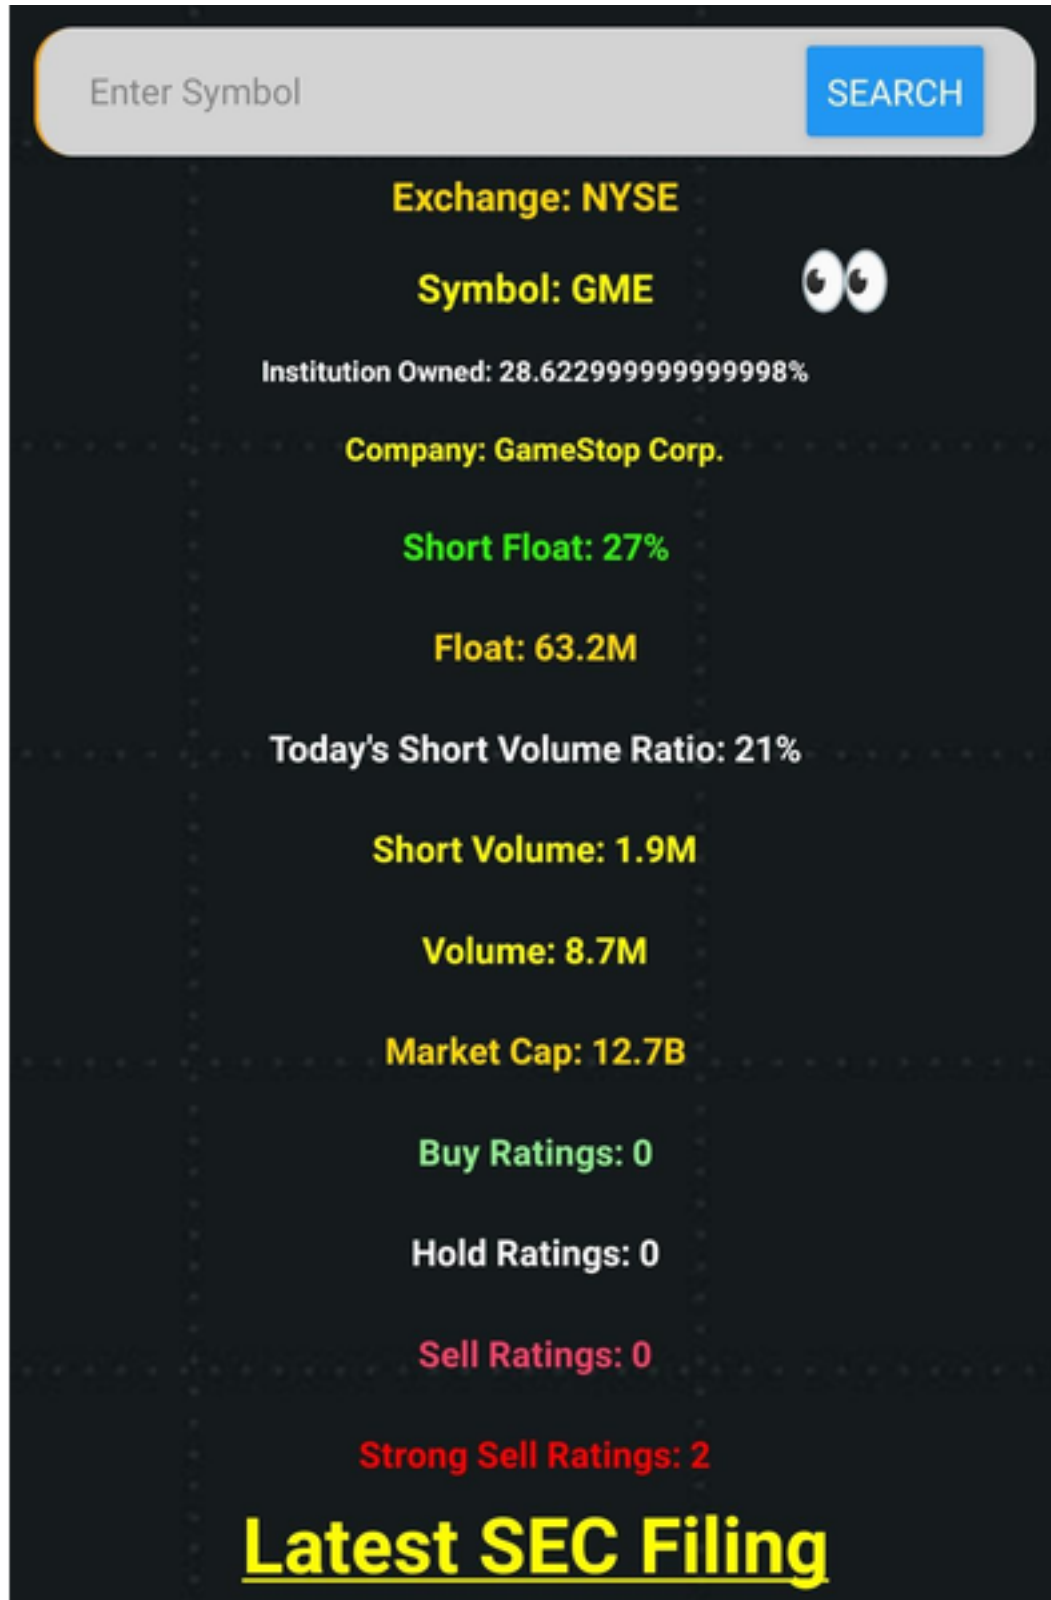 Enter Symbol
SEARCH
Exchange: NYSE
Symbol: GME
Institution Owned: 28.622999999999998%
Company: GameStop Corp.
Short Float: 27%
Float: 63.2M
Today's Short Volume Ratio: 21%
Short Volume: 1.9M
Volume: 8.7M
Market Cap: 12.7B
Buy Ratings: 0
Hold Ratings: 0
Sell Ratings: 0
Strong Sell Ratings: 2
Latest SEC Filing